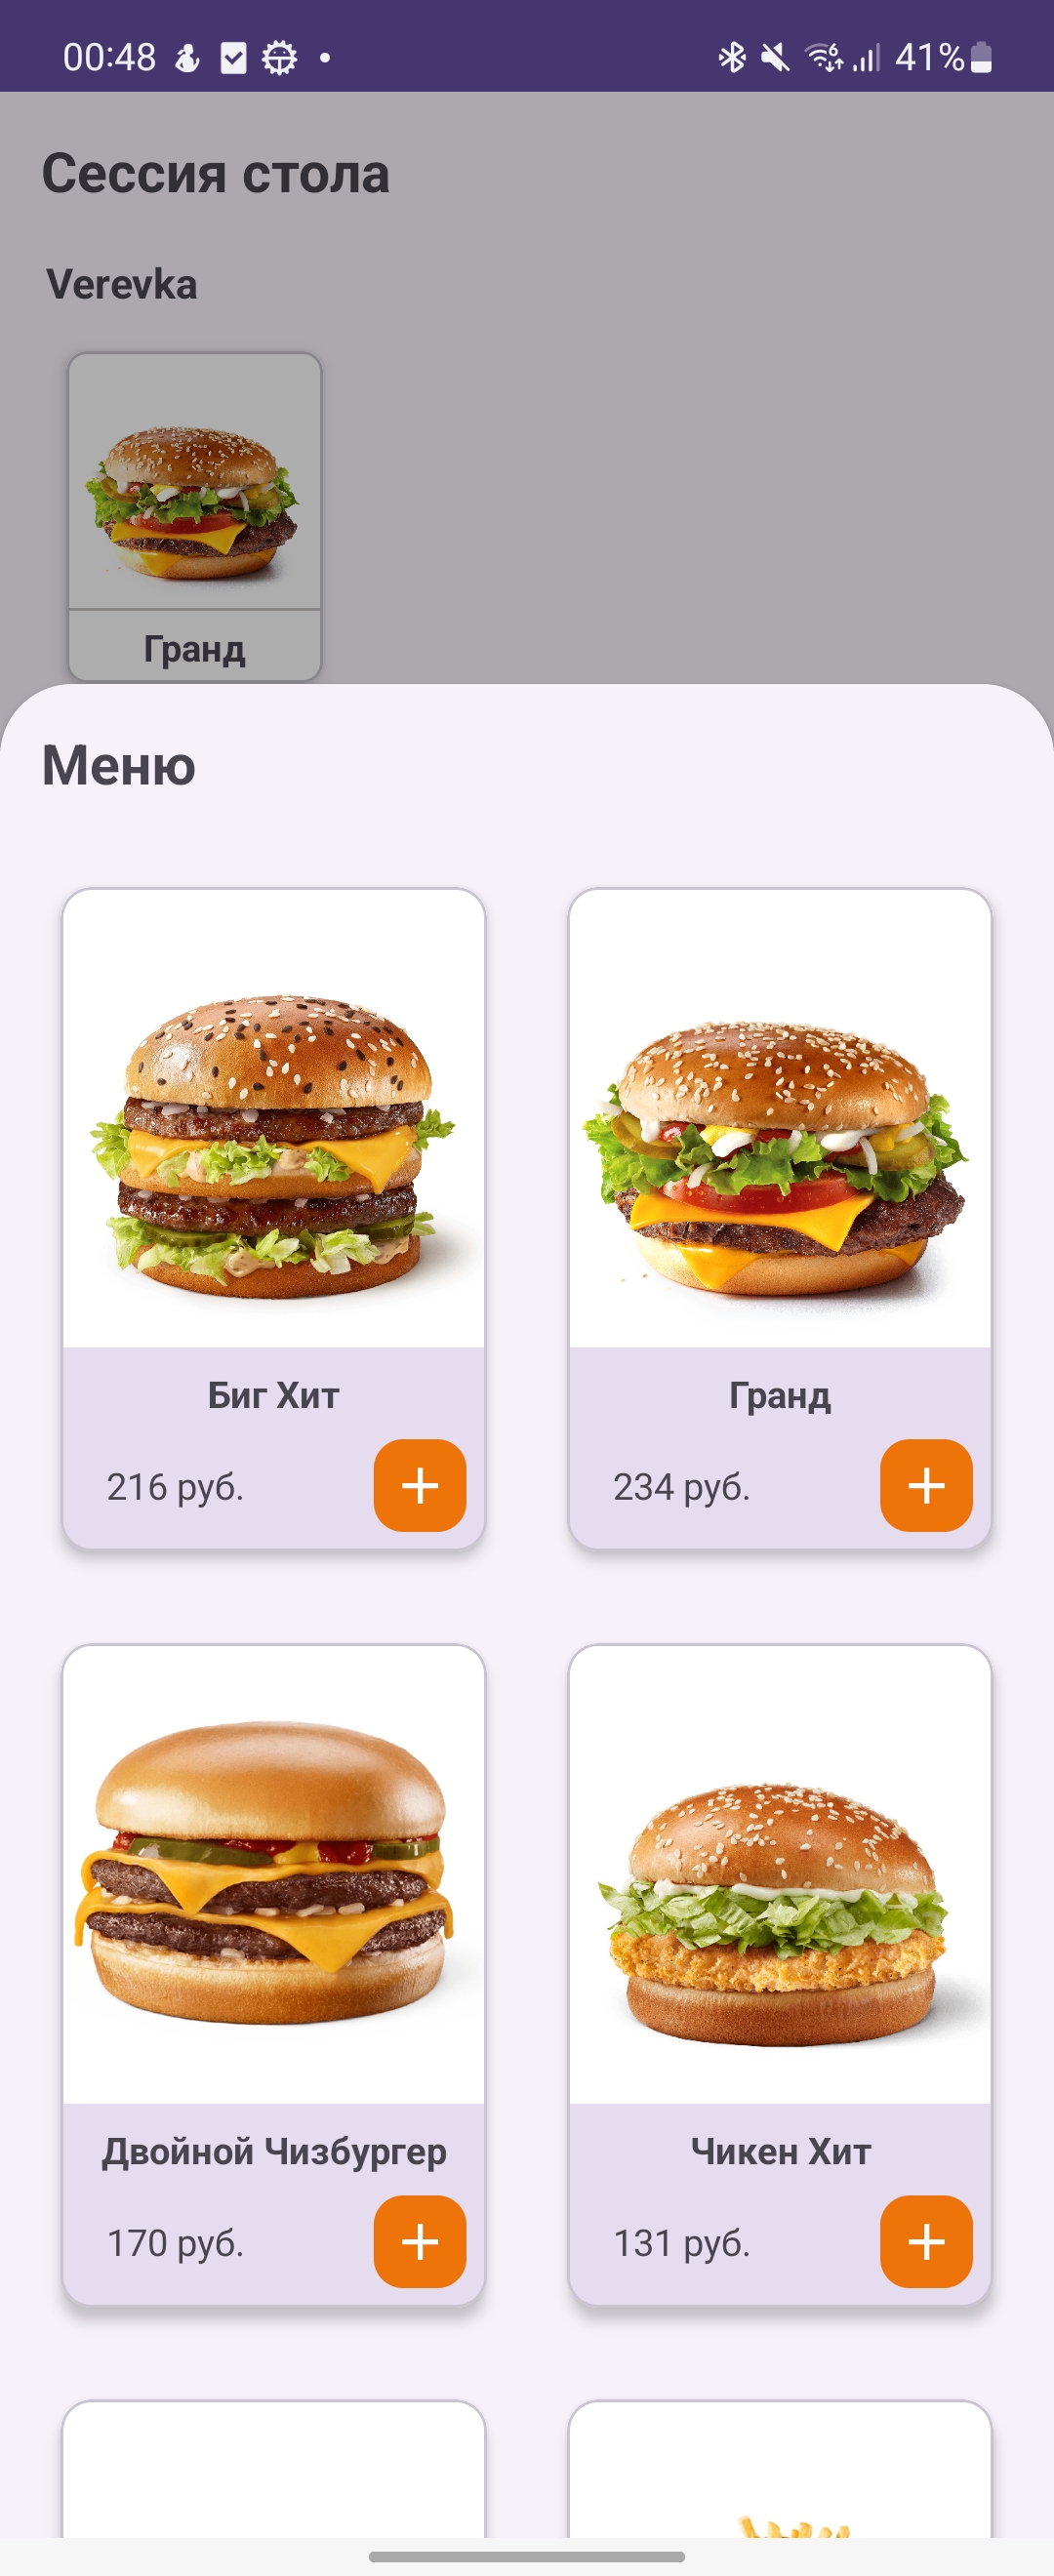 00:48 41%
Сессия стола
Verevka
Гранд
Меню
Биг Хит
216 руб.
Гранд
234 руб.
Двойной Чизбургер
170 руб.
Чикен Хит
131 руб.